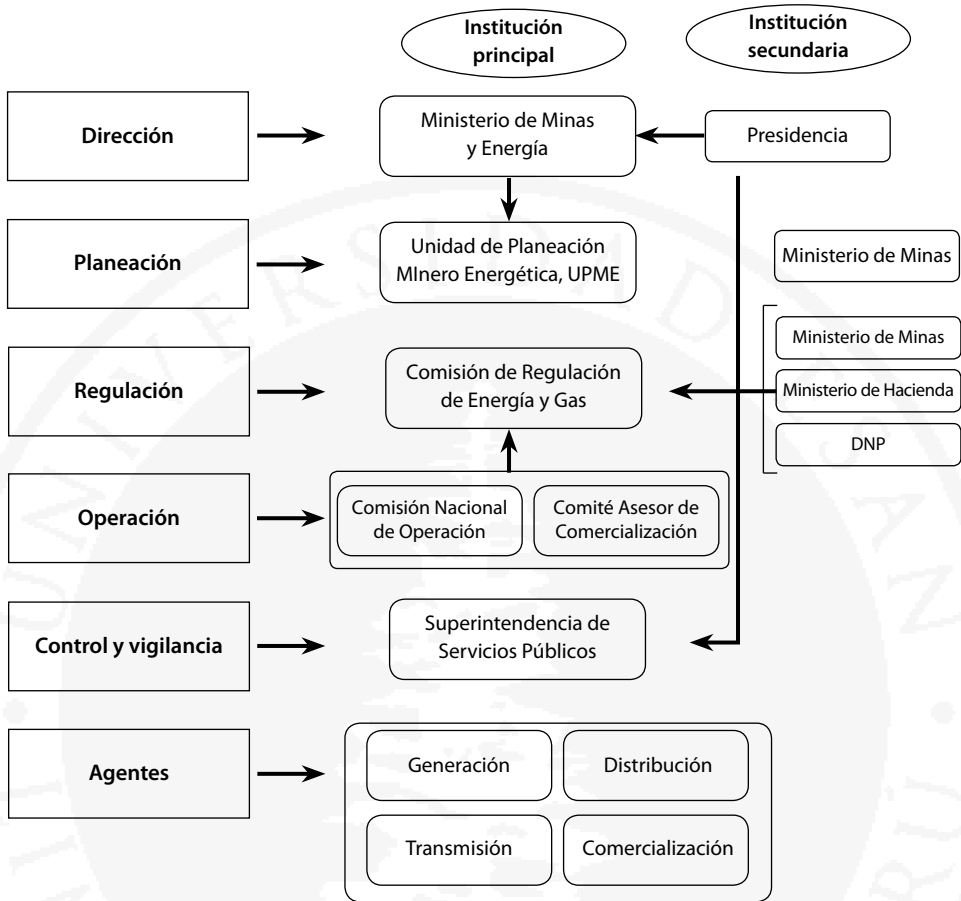 Institución
principal
Institución
secundaria
Dirección
Ministerio de Minas
y Energía
Presidencia
Planeación
Unidad de Planeación
MInero Energética, UPME
Ministerio de Minas
Regulación
Comisión de Regulación
de Energía y Gas
Ministerio de Minas
Ministerio de Hacienda
DNP
Operación
Comisión Nacional
de Operación
Comité Asesor de
Comercialización
Control y vigilancia
Superintendencia de
Servicios Públicos
Agentes
Generación
Distribución
Transmisión
Comercialización